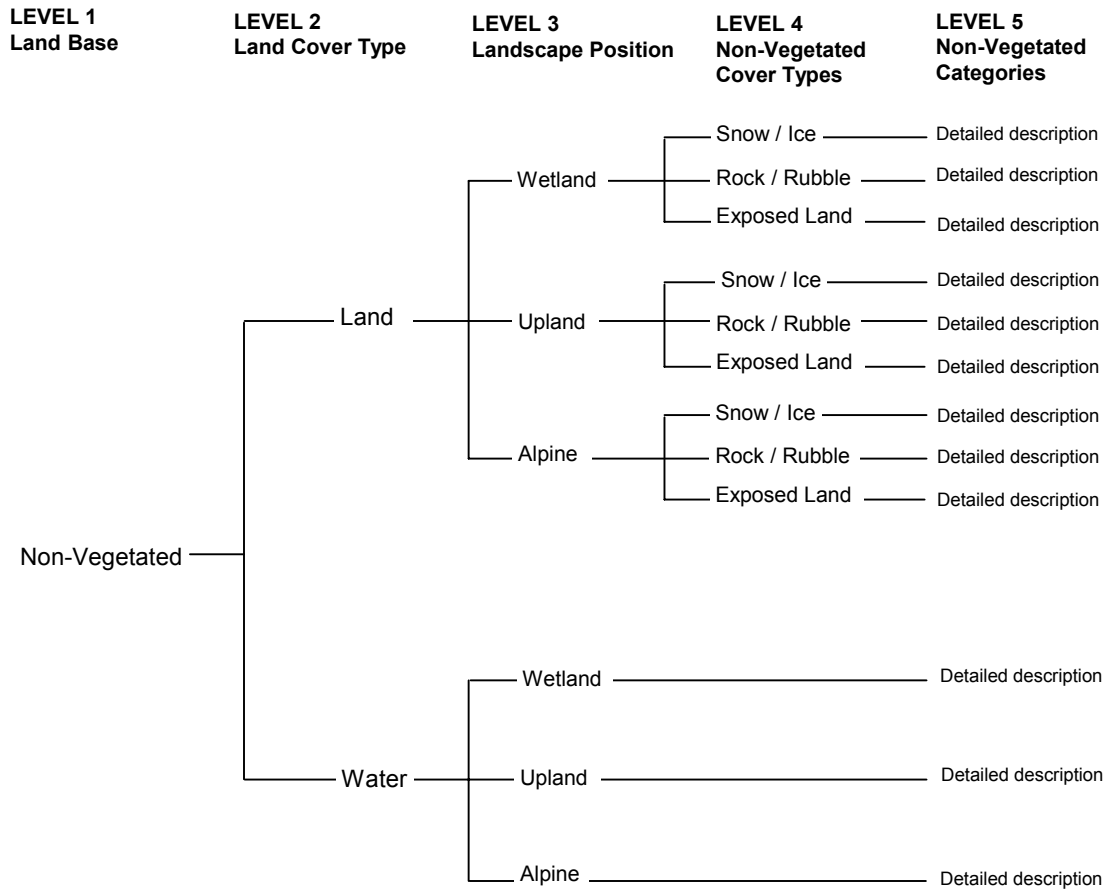 LEVEL 1
Land Base
LEVEL 2
Land Cover Type
LEVEL 3
Landscape Position
LEVEL 4
Non-Vegetated
Cover Types
LEVEL 5
Non-Vegetated
Categories
Snow / Ice Detailed description
Wetland Rock / Rubble Detailed description
Exposed Land Detailed description
Snow / Ice Detailed description
Land Upland Rock / Rubble Detailed description
Exposed Land Detailed description
Snow / Ice Detailed description
Alpine Rock / Rubble Detailed description
Exposed Land Detailed description
Non-Vegetated
Wetland Detailed description
Water Upland Detailed description
Alpine Detailed description